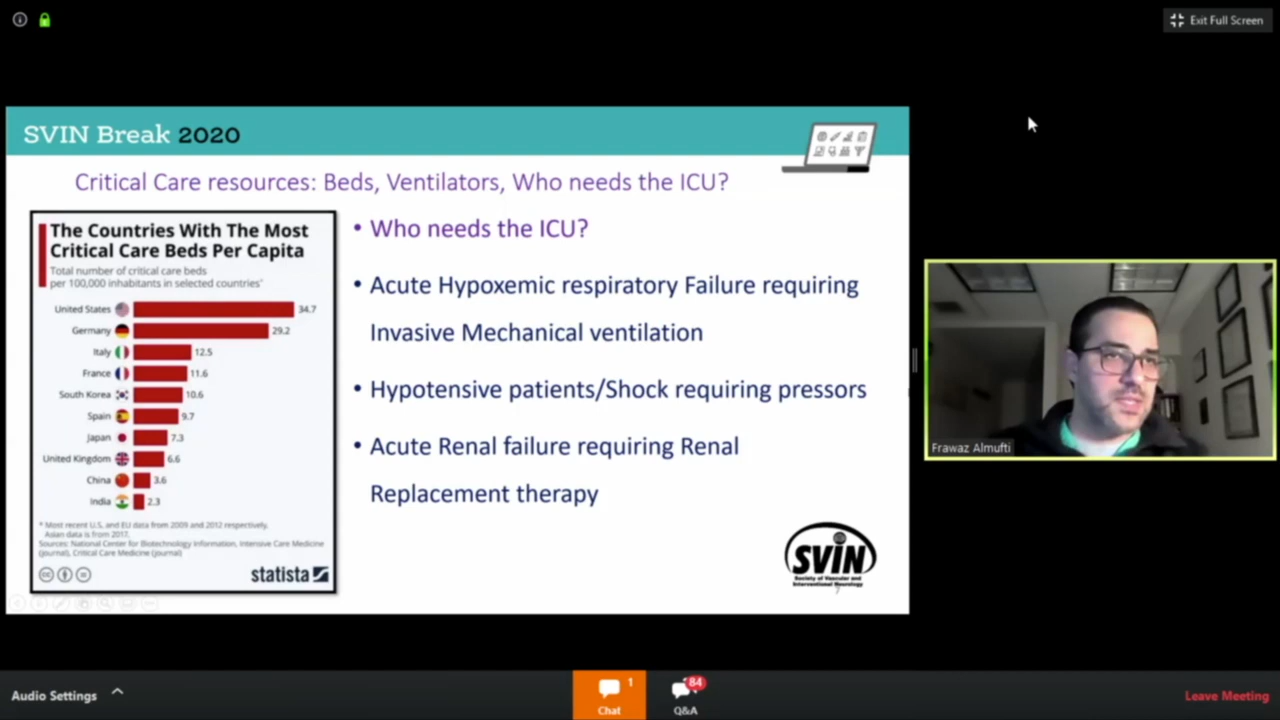 Exit Full Screen
SVIN Break 2020
Critical Care resources: Beds, Ventilators, Who needs the ICU?
The Countries With The Most
Critical Care Beds Per Capita
Total number of critical care beds
per 100,000 inhabitants in selected countries*
United States 34.7
Germany 29.2
Italy 12.5
France 11.6
South Korea 10.6
Spain 9.7
Japan 7.3
United Kingdom 6.6
China 3.6
India 2.3
* Most recent U.S. and EU data from 2009 and 2012 respectively.
Asian data is from 2017.
Sources: National Center for Biotechnology Information, Intensive Care Medicine
(journal), Critical Care Medicine (journal)
statista
• Who needs the ICU?
• Acute Hypoxemic respiratory Failure requiring
Invasive Mechanical ventilation
• Hypotensive patients/Shock requiring pressors
• Acute Renal failure requiring Renal
Replacement therapy
SVIN
Society of Vascular and
Interventional Neurology
7
Frawaz Almufti
Audio Settings
1
Chat
84
Q&A
Leave Meeting